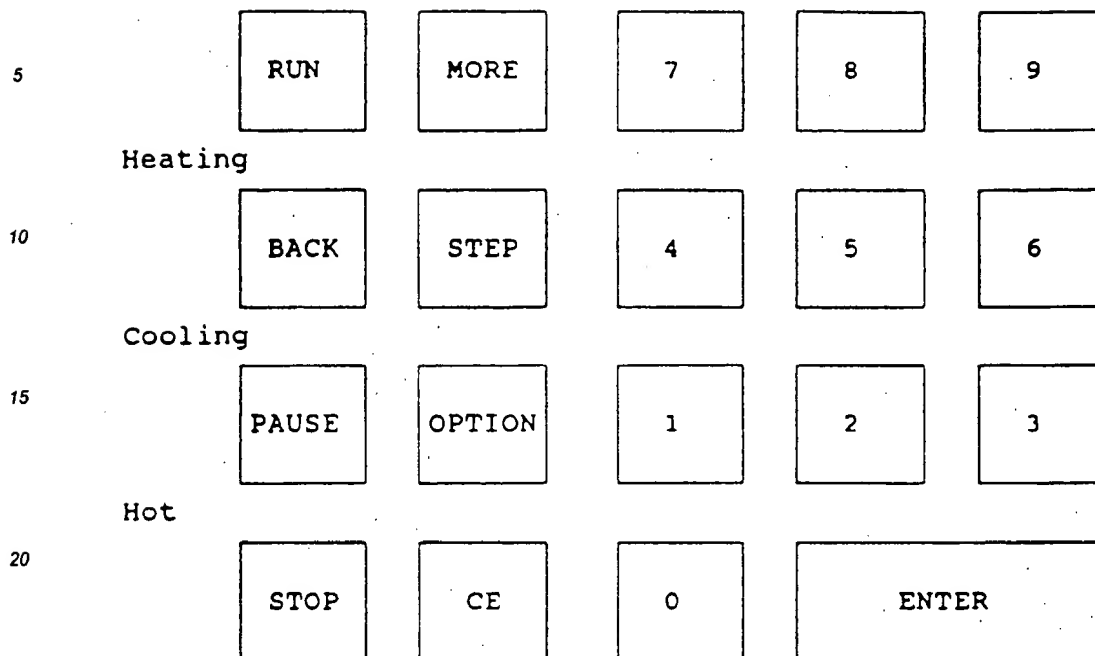 5 RUN MORE 7 8 9
Heating
10 BACK STEP 4 5 6
Cooling
15 PAUSE OPTION 1 2 3
Hot
20 STOP CE 0 ENTER